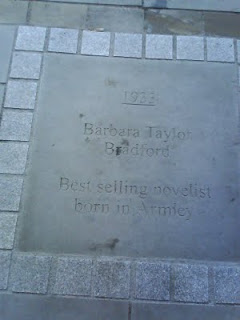 1933
Barbara Taylor
Bradford
Best selling novelist
born in Armley